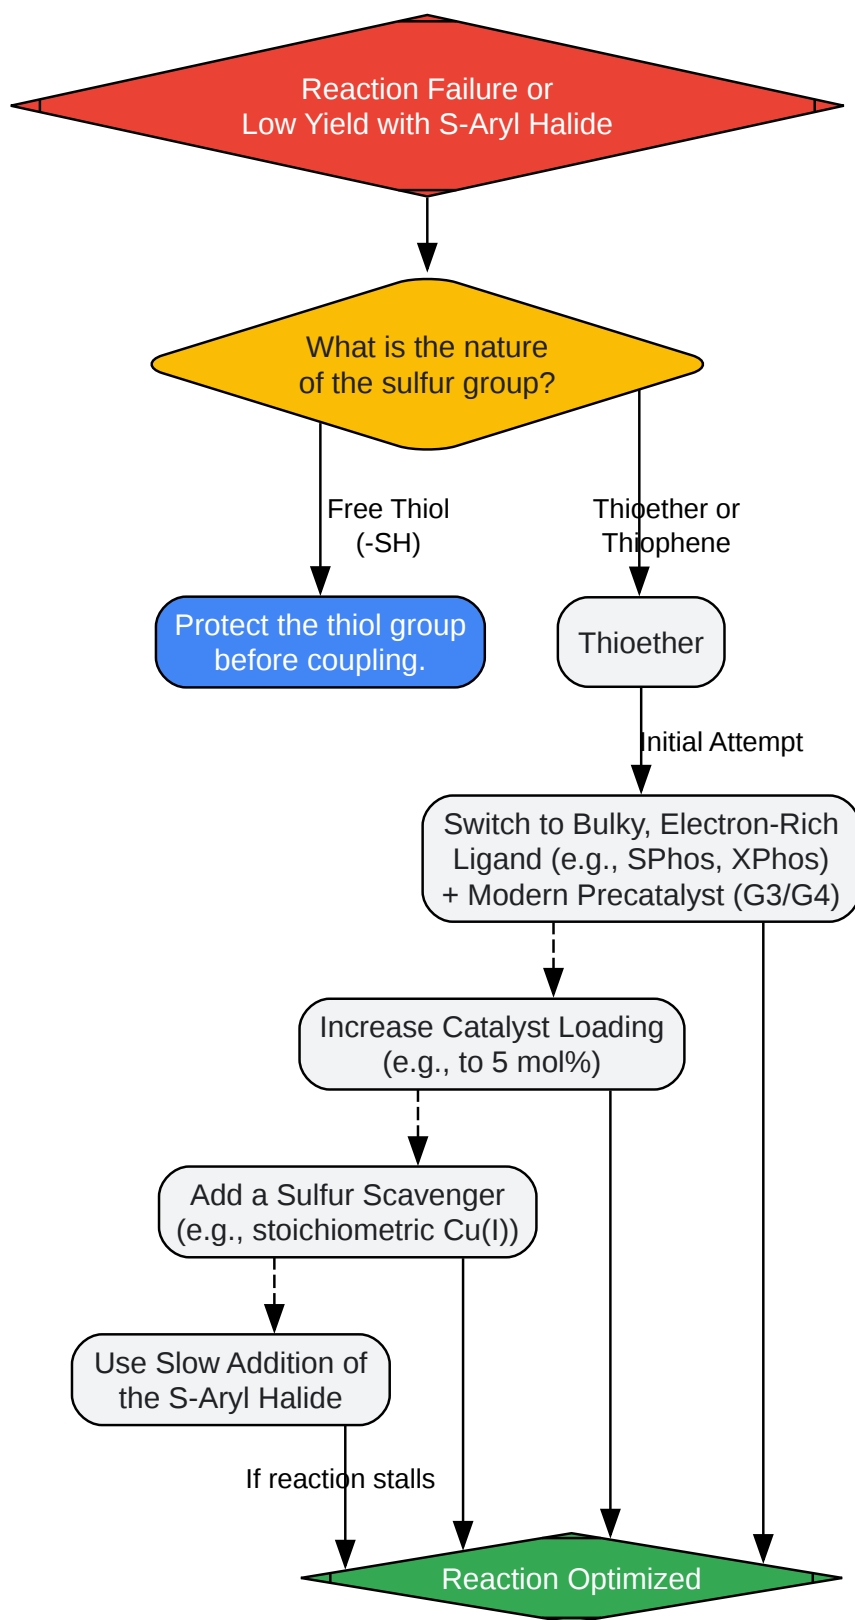 Reaction Failure or
Low Yield with S-Aryl Halide
What is the nature
of the sulfur group?
Free Thiol
(-SH)
Thioether or
Thiophene
Protect the thiol group
before coupling.
Thioether
Initial Attempt
Switch to Bulky, Electron-Rich
Ligand (e.g., SPhos, XPhos)
+ Modern Precatalyst (G3/G4)
Increase Catalyst Loading
(e.g., to 5 mol%)
Add a Sulfur Scavenger
(e.g., stoichiometric Cu(I))
Use Slow Addition of
the S-Aryl Halide
If reaction stalls
Reaction Optimized